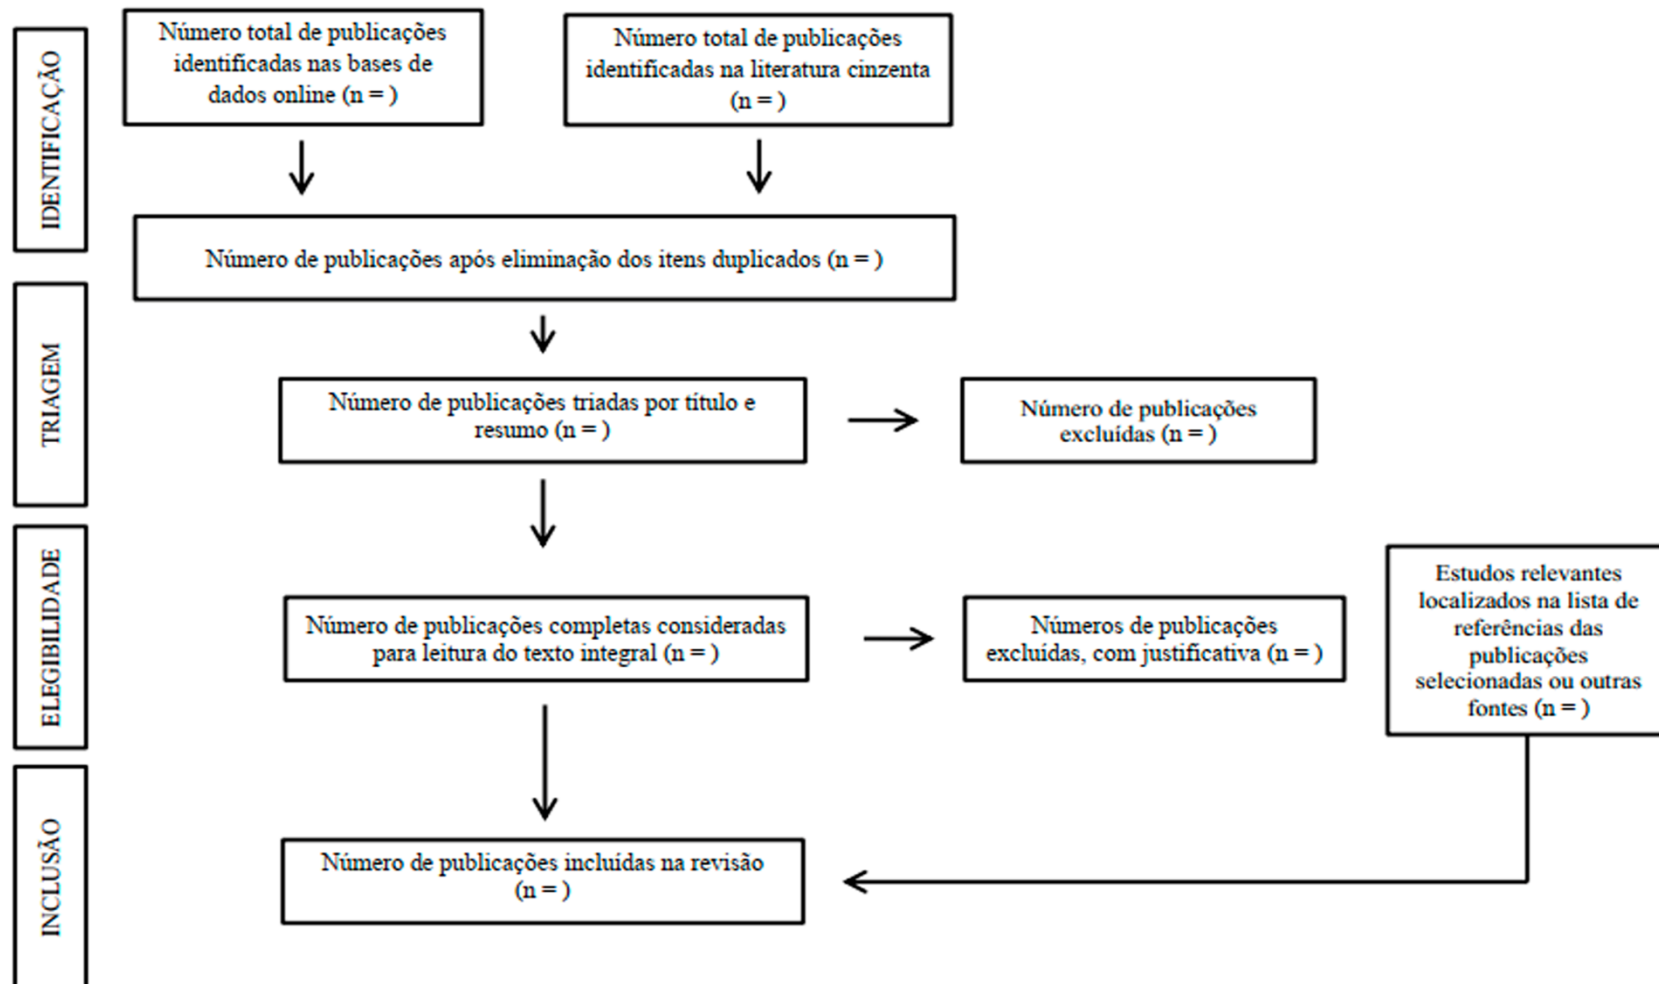 IDENTIFICAÇÃO
Número total de publicações
identificadas nas bases de
dados online (n = )
Número total de publicações
identificadas na literatura cinzenta
(n = )
Número de publicações após eliminação dos itens duplicados (n = )
TRIAGEM
Número de publicações triadas por título e
resumo (n = )
Número de publicações
excluídas (n = )
ELEGIBILIDADE
Número de publicações completas consideradas
para leitura do texto integral (n = )
Números de publicações
excluídas, com justificativa (n = )
Estudos relevantes
localizados na lista de
referências das
publicações
selecionadas ou outras
fontes (n = )
INCLUSÃO
Número de publicações incluídas na revisão
(n = )